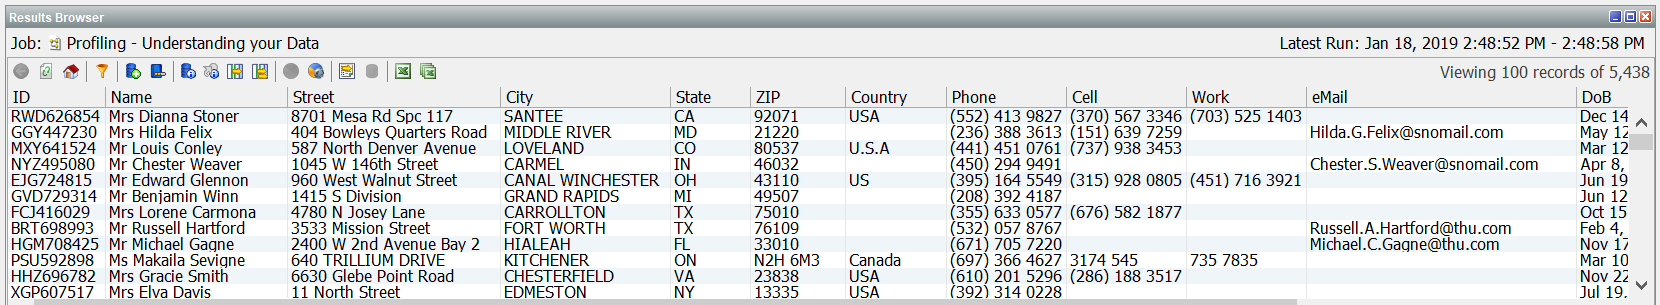 Results Browser
Job: Profiling - Understanding your Data Latest Run: Jan 18, 2019 2:48:52 PM - 2:48:58 PM
Viewing 100 records of 5,438
ID Name Street City State ZIP Country Phone Cell Work eMail DoB
RWD626854 Mrs Dianna Stoner 8701 Mesa Rd Spc 117 SANTEE CA 92071 USA (552) 413 9827 (370) 567 3346 (703) 525 1403 Dec 14
GGY447230 Mrs Hilda Felix 404 Bowleys Quarters Road MIDDLE RIVER MD 21220 (236) 388 3613 (151) 639 7259 Hilda.G.Felix@snomail.com May 12
MXY641524 Mr Louis Conley 587 North Denver Avenue LOVELAND CO 80537 U.S.A (441) 451 0761 (737) 938 3453 Mar 12
NYZ495080 Mr Chester Weaver 1045 W 146th Street CARMEL IN 46032 (450) 294 9491 Chester.S.Weaver@snomail.com Apr 8,
EJG724815 Mr Edward Glennon 960 West Walnut Street CANAL WINCHESTER OH 43110 US (395) 164 5549 (315) 928 0805 (451) 716 3921 Jun 19
GVD729314 Mr Benjamin Winn 1415 S Division GRAND RAPIDS MI 49507 (208) 392 4187 Jun 12
FCJ416029 Mrs Lorene Carmona 4780 N Josey Lane CARROLLTON TX 75010 (355) 633 0577 (676) 582 1877 Oct 15
BRT698993 Mr Russell Hartford 3533 Mission Street FORT WORTH TX 76109 (532) 057 8767 Russell.A.Hartford@thu.com Feb 4,
HGM708425 Mr Michael Gagne 2400 W 2nd Avenue Bay 2 HIALEAH FL 33010 (671) 705 7220 Michael.C.Gagne@thu.com Nov 17
PSU592898 Ms Makaila Sevigne 640 TRILLIUM DRIVE KITCHENER ON N2H 6M3 Canada (697) 366 4627 3174 545 735 7835 Mar 10
HHZ696782 Mrs Gracie Smith 6630 Glebe Point Road CHESTERFIELD VA 23838 USA (610) 201 5296 (286) 188 3517 Nov 22
XGP607517 Mrs Elva Davis 11 North Street EDMESTON NY 13335 USA (392) 314 0228 Jul 19,